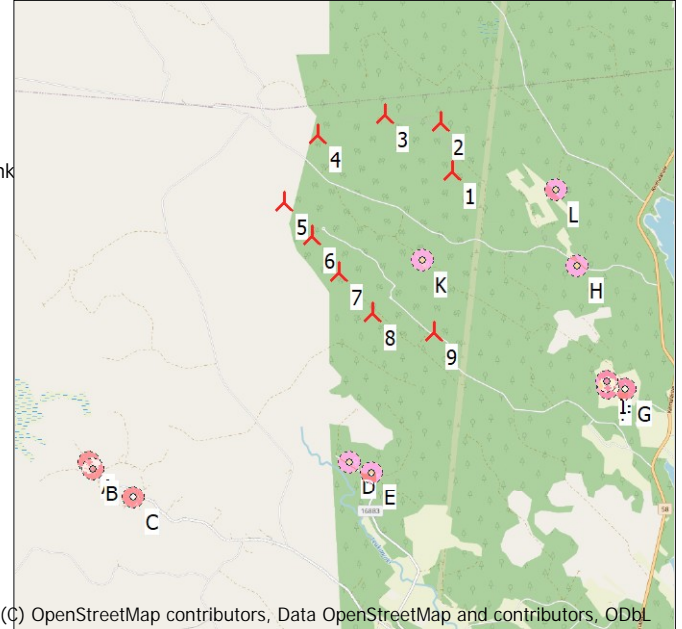 3
2
4
nk
1
L
5
6
K
H
7
8
9
G
B
D
E
C
58
16883
(C) OpenStreetMap contributors, Data OpenStreetMap and contributors, ODbL